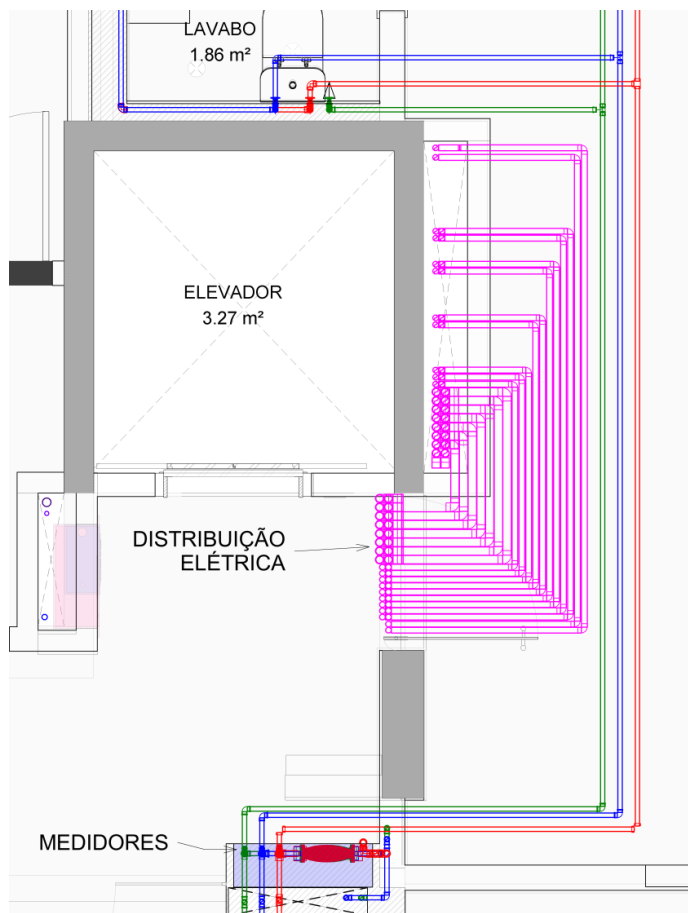 LAVABO
1.86 m²
ELEVADOR
3.27 m²
DISTRIBUIÇÃO
ELÉTRICA
MEDIDORES